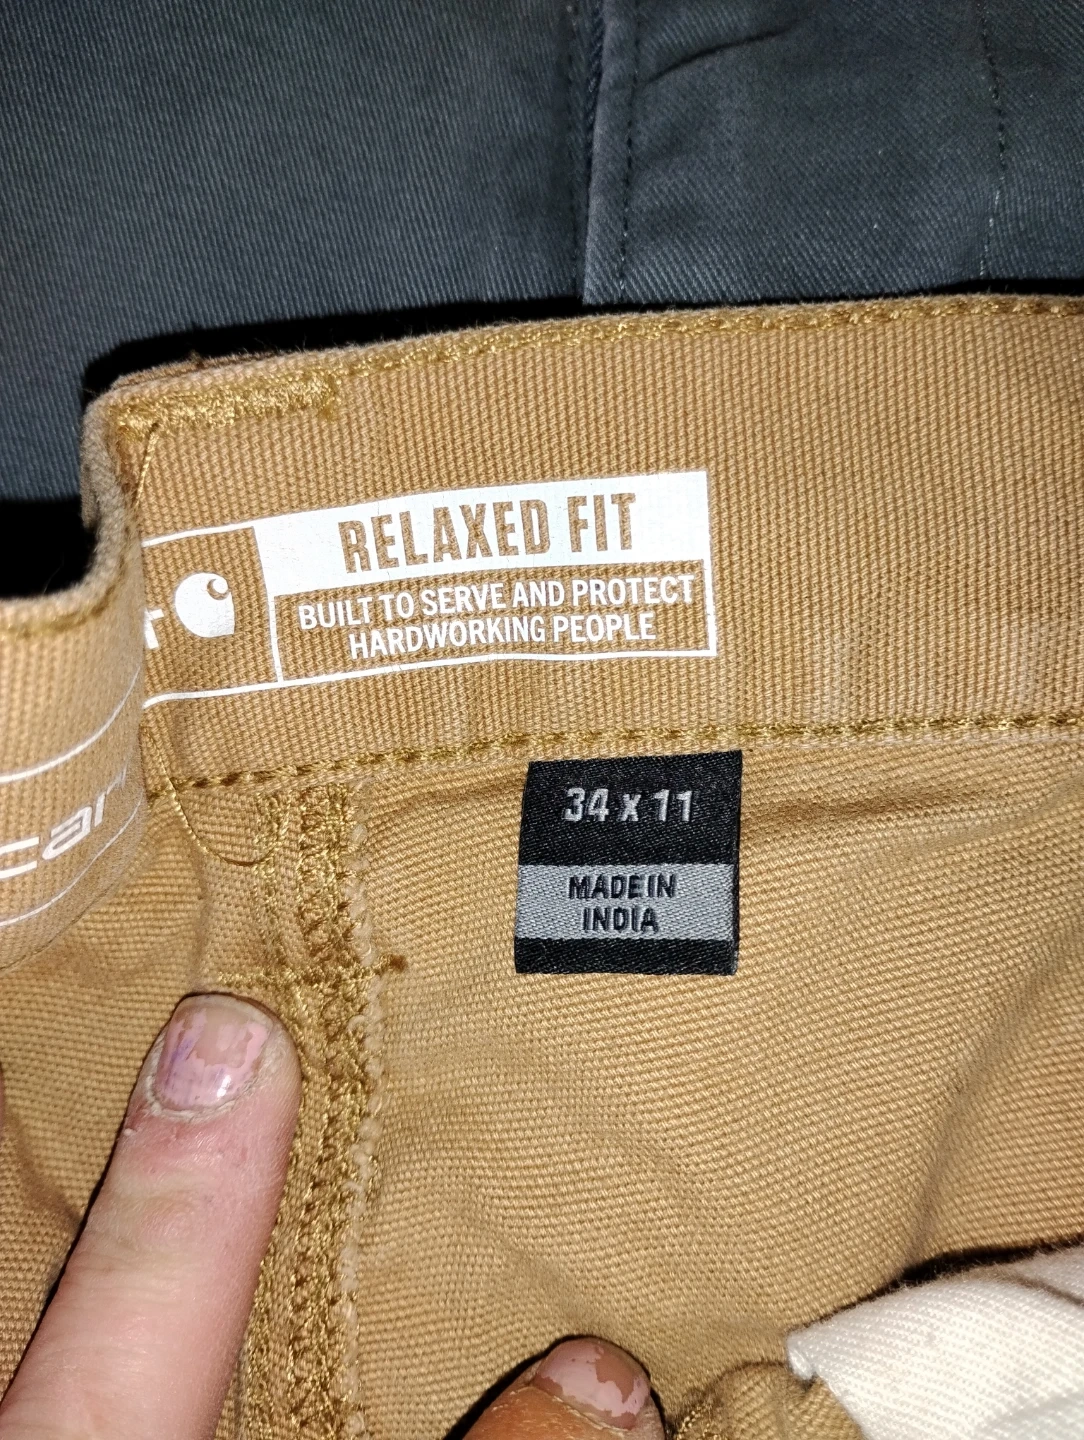 RELAXED FIT
BUILT TO SERVE AND PROTECT
HARDWORKING PEOPLE
34 x 11
MADE IN
INDIA